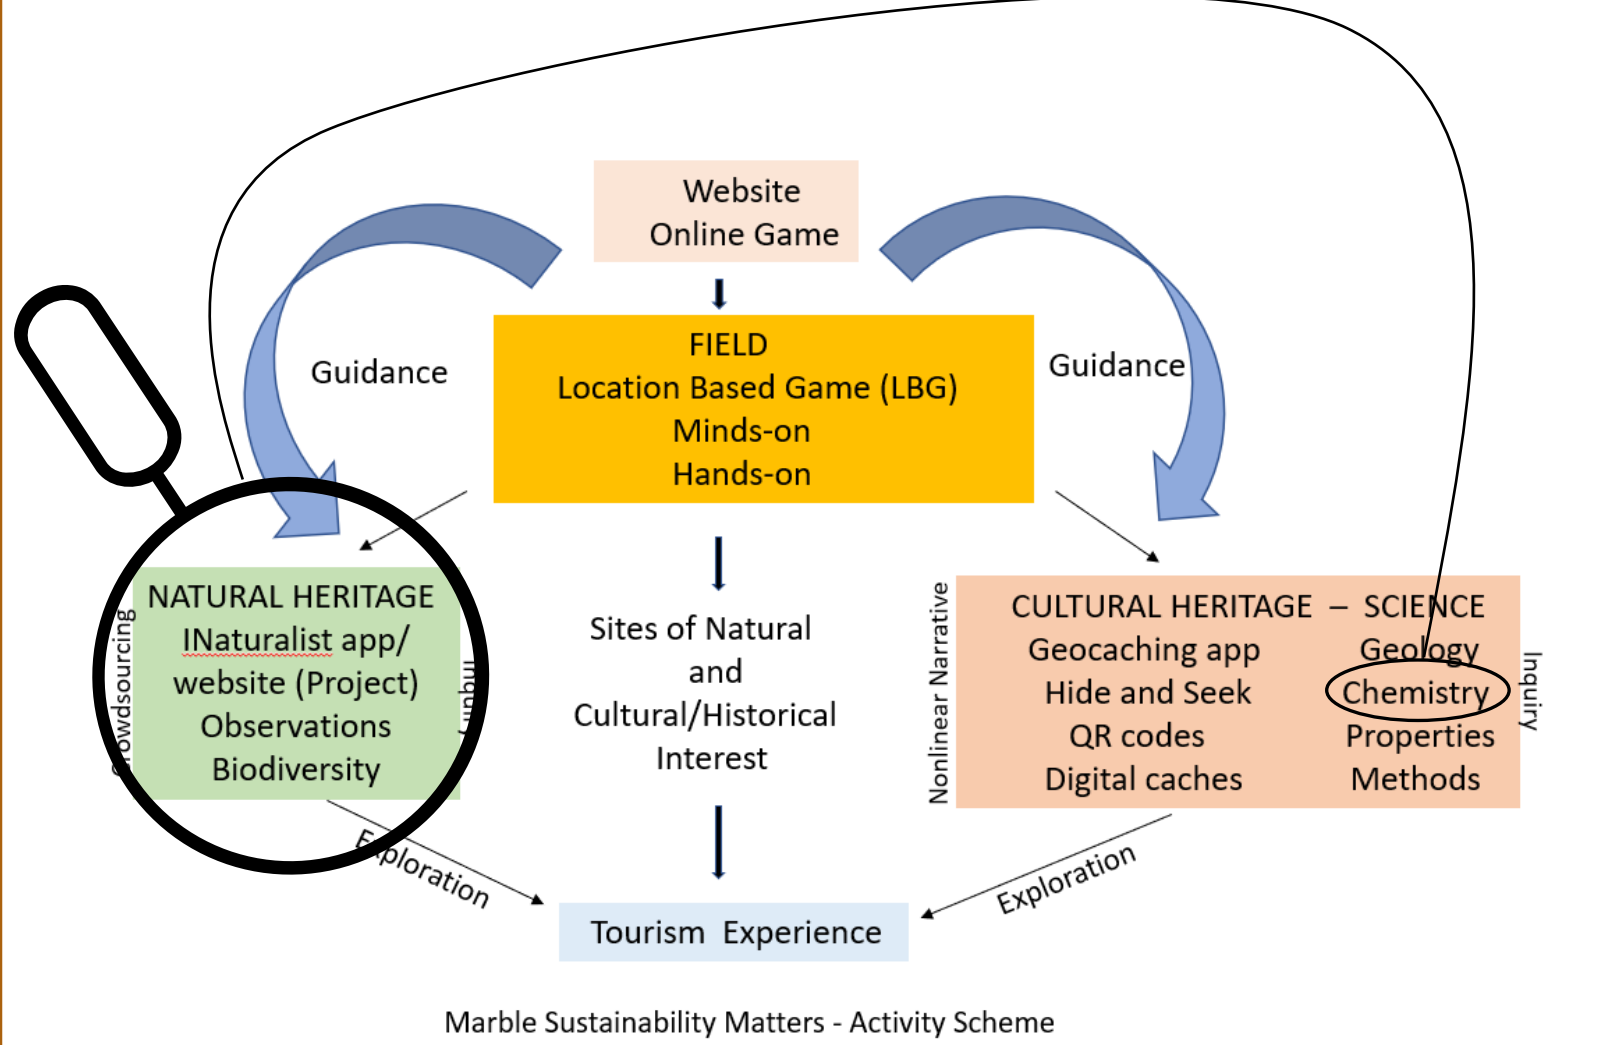 Website
Online Game
Guidance
Guidance
FIELD
Location Based Game (LBG)
Minds-on
Hands-on
Crowdsourcing
NATURAL HERITAGE
INaturalist app/
website (Project)
Observations
Biodiversity
Inquiry
Sites of Natural
and
Cultural/Historical
Interest
Nonlinear Narrative
CULTURAL HERITAGE – SCIENCE
Geocaching app Geology
Hide and Seek Chemistry
QR codes Properties
Digital caches Methods
Inquiry
Exploration
Exploration
Tourism Experience
Marble Sustainability Matters - Activity Scheme